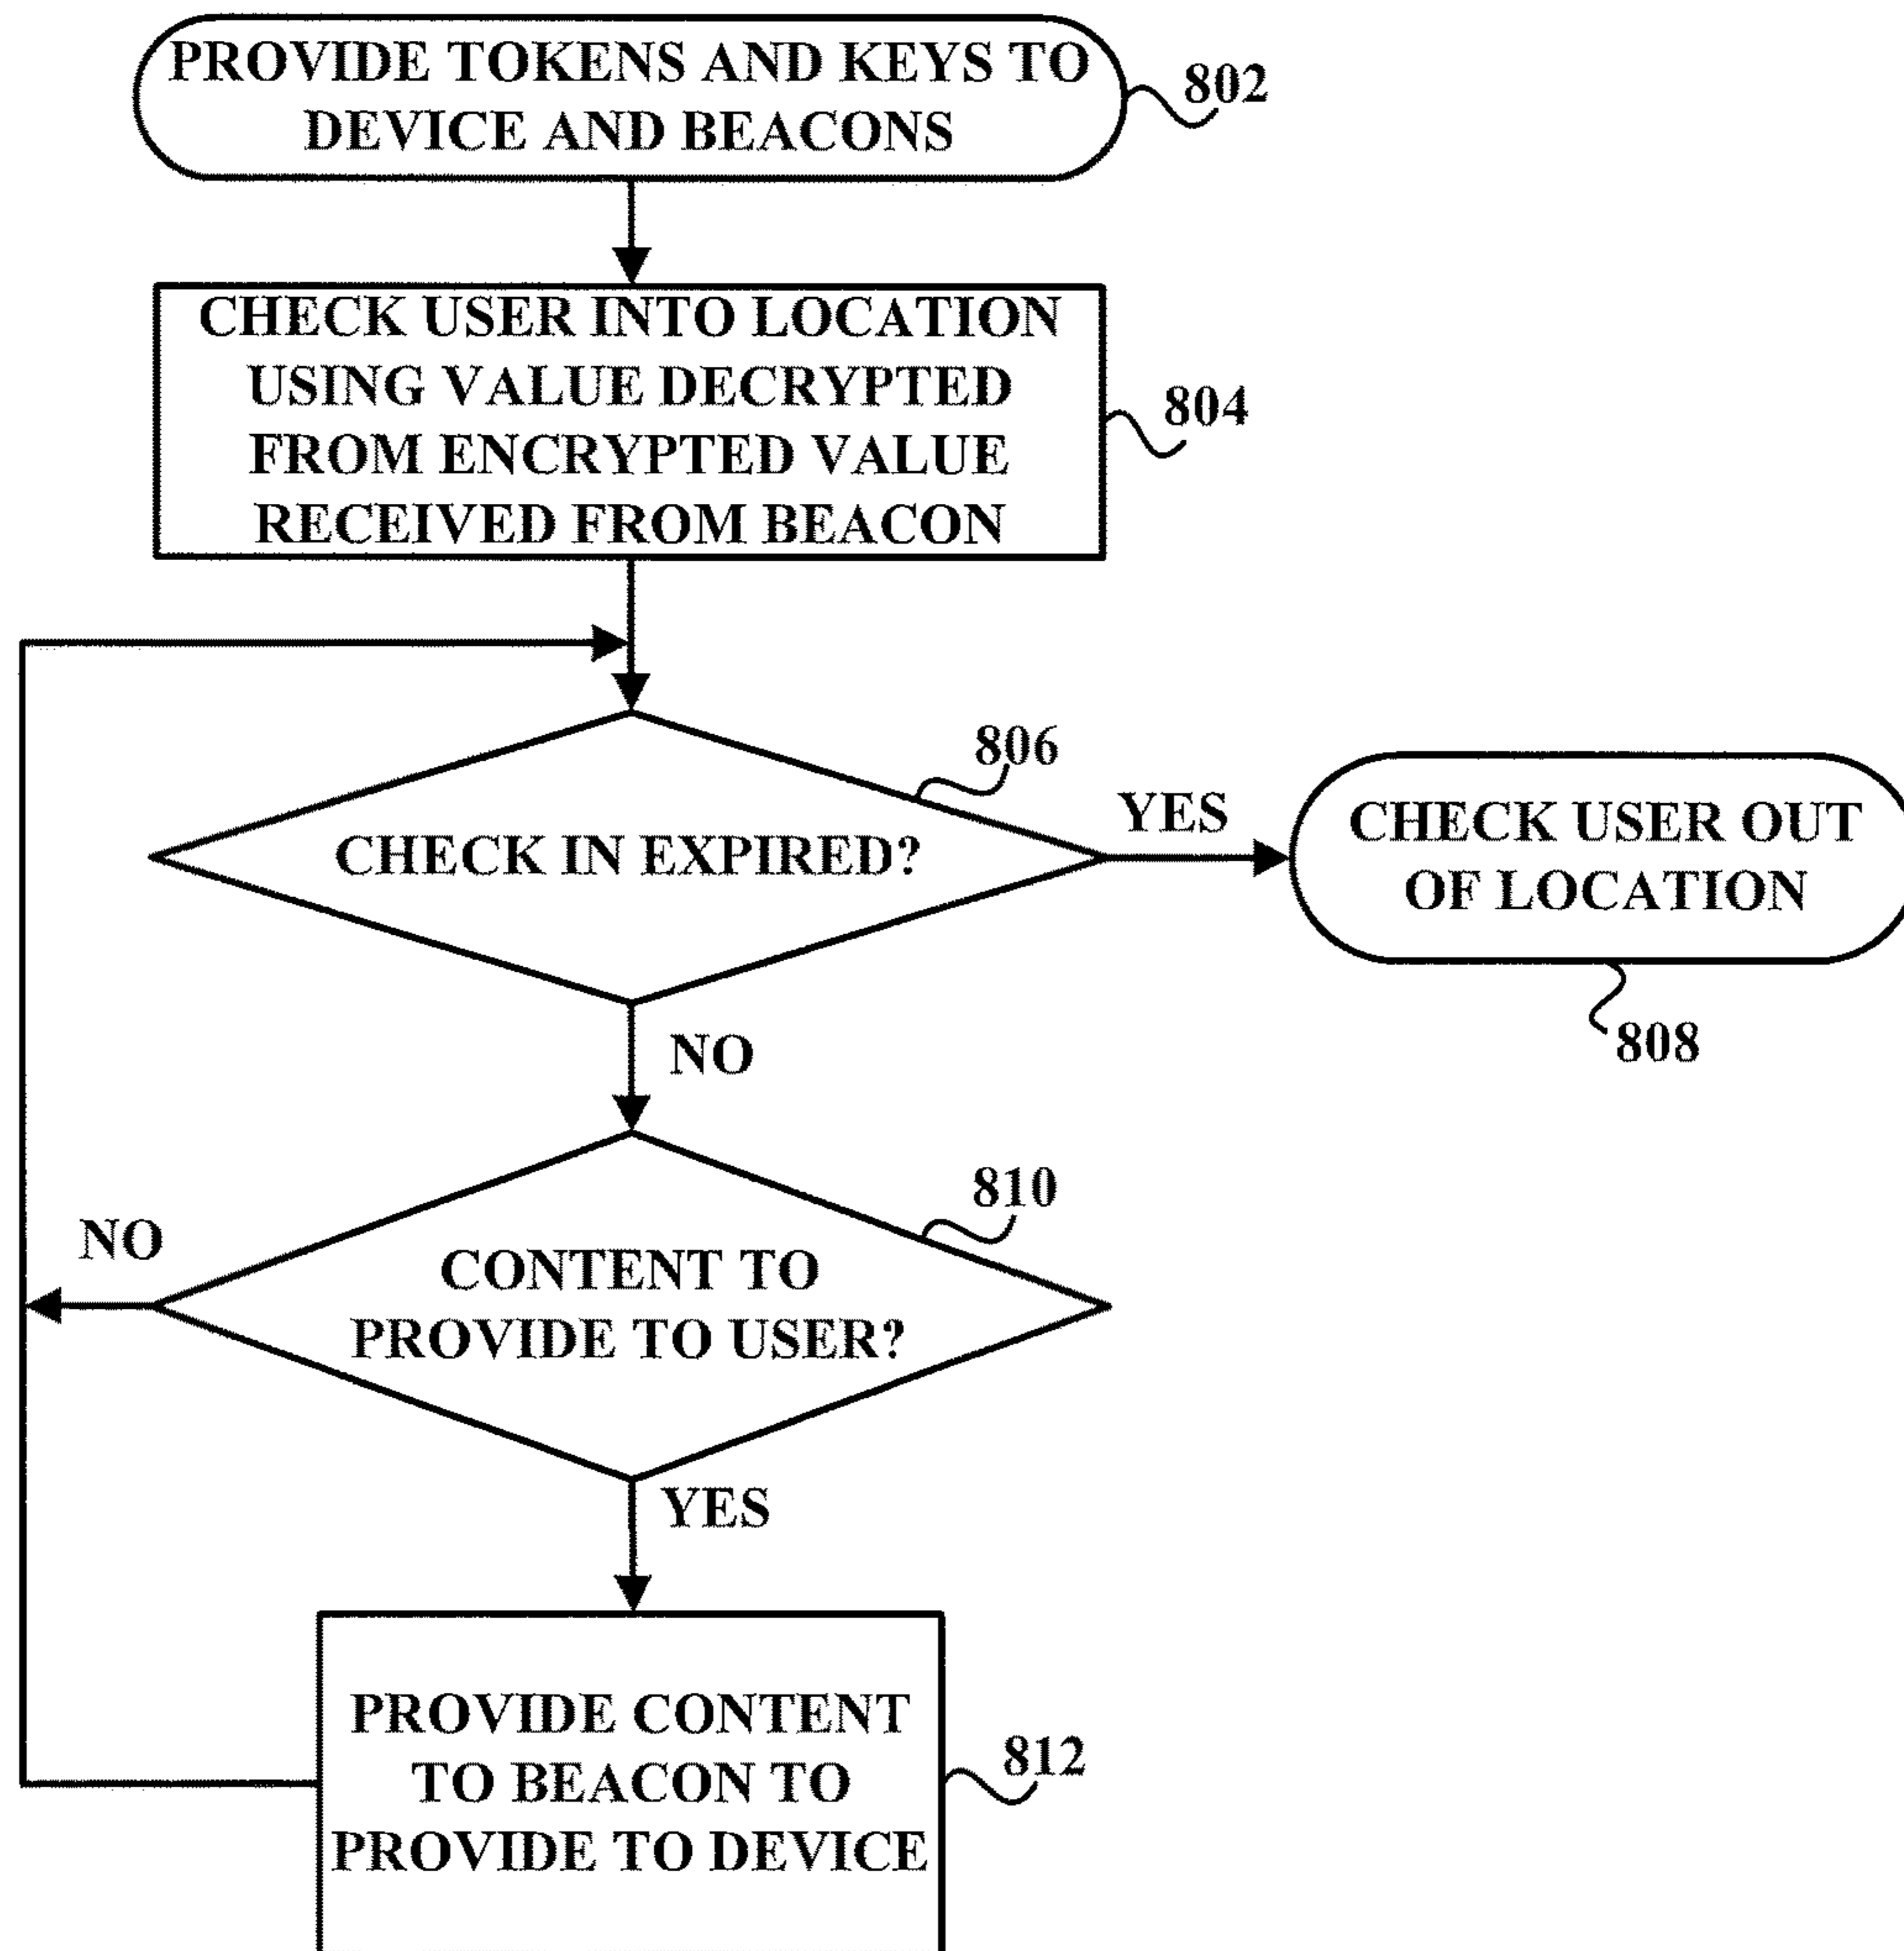 PROVIDE TOKENS AND KEYS TO
DEVICE AND BEACONS
802
CHECK USER INTO LOCATION
USING VALUE DECRYPTED
FROM ENCRYPTED VALUE
RECEIVED FROM BEACON
804
806
CHECK IN EXPIRED?
YES
CHECK USER OUT
OF LOCATION
808
NO
810
NO
CONTENT TO
PROVIDE TO USER?
YES
PROVIDE CONTENT
TO BEACON TO
PROVIDE TO DEVICE
812